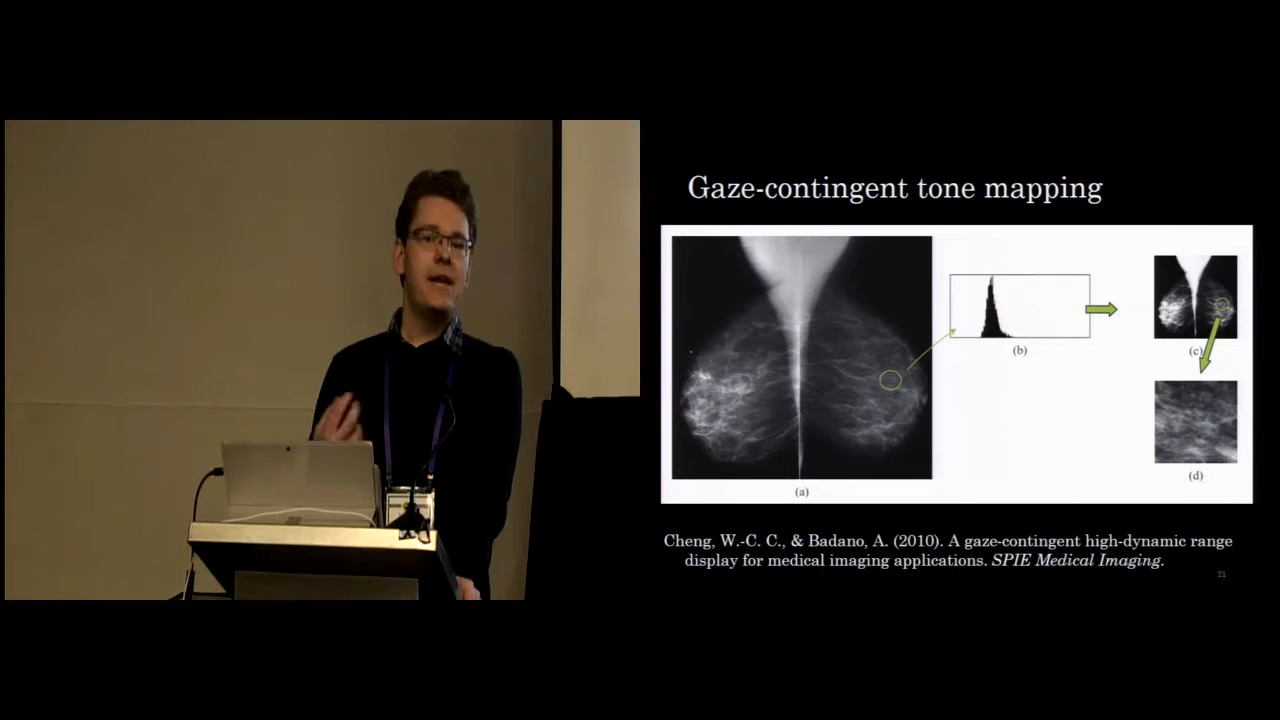 Gaze-contingent tone mapping
(a)
(b)
(c)
(d)
Cheng, W.-C. C., & Badano, A. (2010). A gaze-contingent high-dynamic range
display for medical imaging applications. SPIE Medical Imaging.
21